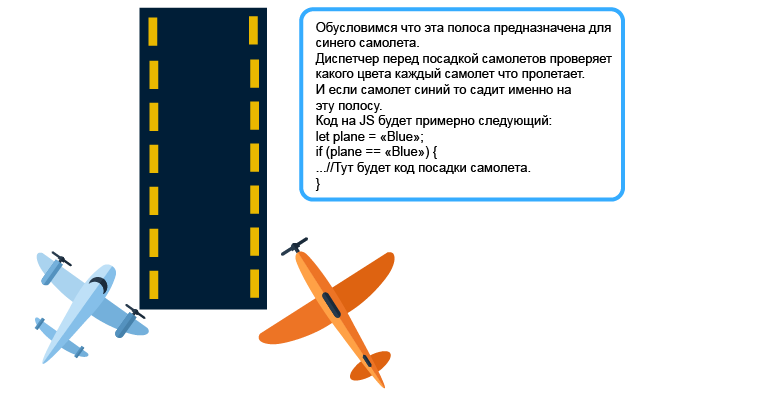 Обусловимся что эта полоса предназначена для
синего самолета.
Диспетчер перед посадкой самолетов проверяет
какого цвета каждый самолет что пролетает.
И если самолет синий то садит именно на
эту полосу.
Код на JS будет примерно следующий:
let plane = «Blue»;
if (plane == «Blue») {
...//Тут будет код посадки самолета.
}